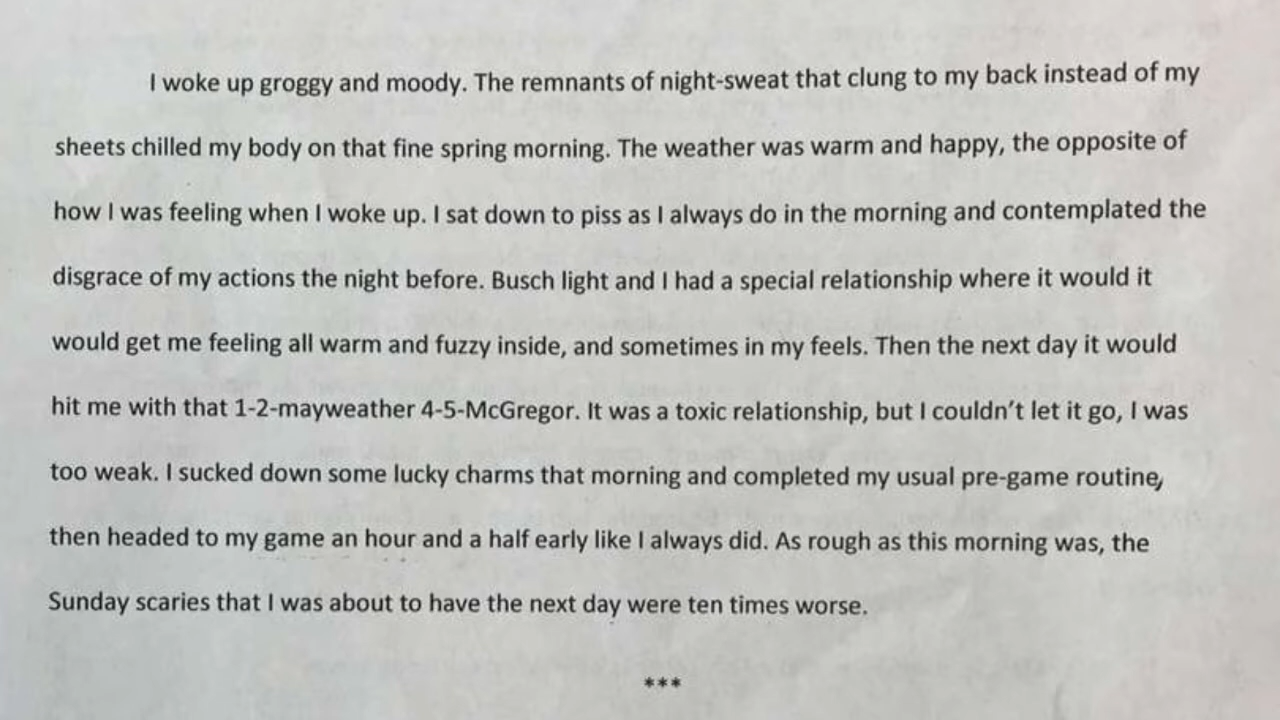 I woke up groggy and moody. The remnants of night-sweat that clung to my back instead of my
sheets chilled my body on that fine spring morning. The weather was warm and happy, the opposite of
how I was feeling when I woke up. I sat down to piss as I always do in the morning and contemplated the
disgrace of my actions the night before. Busch light and I had a special relationship where it would it
would get me feeling all warm and fuzzy inside, and sometimes in my feels. Then the next day it would
hit me with that 1-2-mayweather 4-5-McGregor. It was a toxic relationship, but I couldn’t let it go, I was
too weak. I sucked down some lucky charms that morning and completed my usual pre-game routine,
then headed to my game an hour and a half early like I always did. As rough as this morning was, the
Sunday scaries that I was about to have the next day were ten times worse.
***